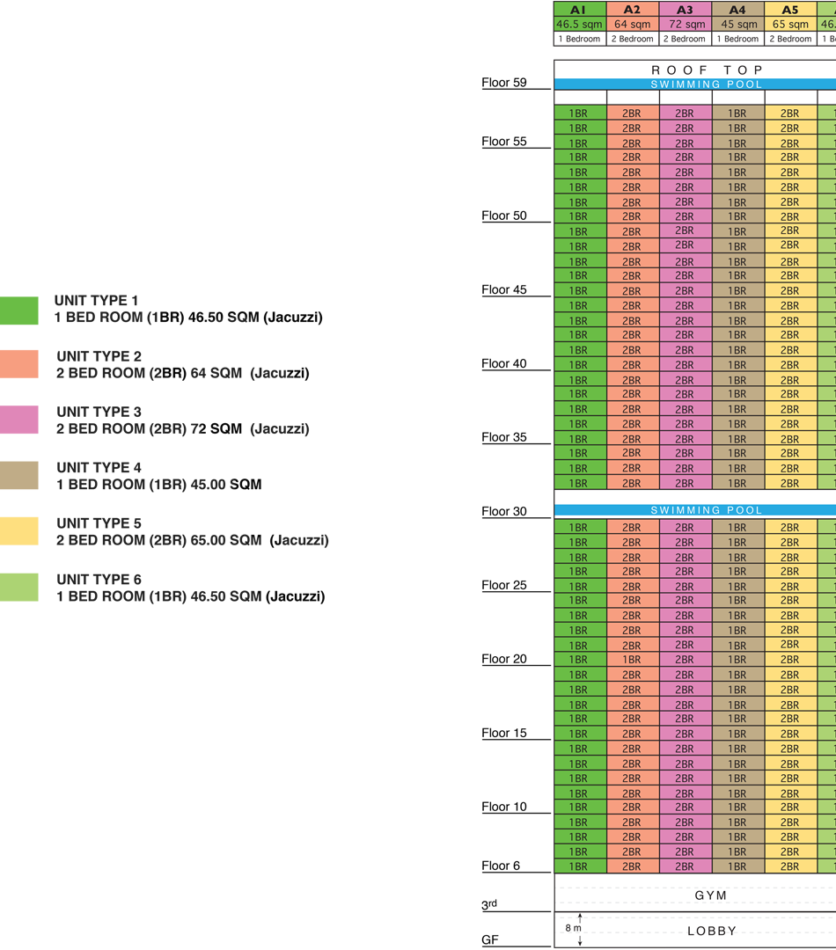 A1 A2 A3 A4 A5
46.5 sqm 64 sqm 72 sqm 45 sqm 65 sqm 46.
1 Bedroom 2 Bedroom 2 Bedroom 1 Bedroom 2 Bedroom
ROOF TOP
Floor 59 SWIMMING POOL
1BR 2BR 2BR 1BR 2BR
1BR 2BR 2BR 1BR 2BR
Floor 55 1BR 2BR 2BR 1BR 2BR
1BR 2BR 2BR 1BR 2BR
1BR 2BR 2BR 1BR 2BR
1BR 2BR 2BR 1BR 2BR
1BR 2BR 2BR 1BR 2BR
Floor 50 1BR 2BR 2BR 1BR 2BR
1BR 2BR 2BR 1BR 2BR
1BR 2BR 2BR 1BR 2BR
1BR 2BR 2BR 1BR 2BR
1BR 2BR 2BR 1BR 2BR
Floor 45 1BR 2BR 2BR 1BR 2BR
1BR 2BR 2BR 1BR 2BR
1BR 2BR 2BR 1BR 2BR
1BR 2BR 2BR 1BR 2BR
1BR 2BR 2BR 1BR 2BR
Floor 40 1BR 2BR 2BR 1BR 2BR
1BR 2BR 2BR 1BR 2BR
1BR 2BR 2BR 1BR 2BR
1BR 2BR 2BR 1BR 2BR
1BR 2BR 2BR 1BR 2BR
Floor 35 1BR 2BR 2BR 1BR 2BR
1BR 2BR 2BR 1BR 2BR
1BR 2BR 2BR 1BR 2BR
1BR 2BR 2BR 1BR 2BR
Floor 30 SWIMMING POOL
1BR 2BR 2BR 1BR 2BR
1BR 2BR 2BR 1BR 2BR
1BR 2BR 2BR 1BR 2BR
1BR 2BR 2BR 1BR 2BR
Floor 25 1BR 2BR 2BR 1BR 2BR
1BR 2BR 2BR 1BR 2BR
1BR 2BR 2BR 1BR 2BR
1BR 2BR 2BR 1BR 2BR
1BR 2BR 2BR 1BR 2BR
Floor 20 1BR 1BR 2BR 1BR 2BR
1BR 2BR 2BR 1BR 2BR
1BR 2BR 2BR 1BR 2BR
1BR 2BR 2BR 1BR 2BR
1BR 2BR 2BR 1BR 2BR
Floor 15 1BR 2BR 2BR 1BR 2BR
1BR 2BR 2BR 1BR 2BR
1BR 2BR 2BR 1BR 2BR
1BR 2BR 2BR 1BR 2BR
1BR 2BR 2BR 1BR 2BR
Floor 10 1BR 2BR 2BR 1BR 2BR
1BR 2BR 2BR 1BR 2BR
1BR 2BR 2BR 1BR 2BR
1BR 2BR 2BR 1BR 2BR
Floor 6 1BR 2BR 2BR 1BR 2BR
GYM
3rd
8 m LOBBY
GF
UNIT TYPE 1
1 BED ROOM (1BR) 46.50 SQM (Jacuzzi)
UNIT TYPE 2
2 BED ROOM (2BR) 64 SQM (Jacuzzi)
UNIT TYPE 3
2 BED ROOM (2BR) 72 SQM (Jacuzzi)
UNIT TYPE 4
1 BED ROOM (1BR) 45.00 SQM
UNIT TYPE 5
2 BED ROOM (2BR) 65.00 SQM (Jacuzzi)
UNIT TYPE 6
1 BED ROOM (1BR) 46.50 SQM (Jacuzzi)